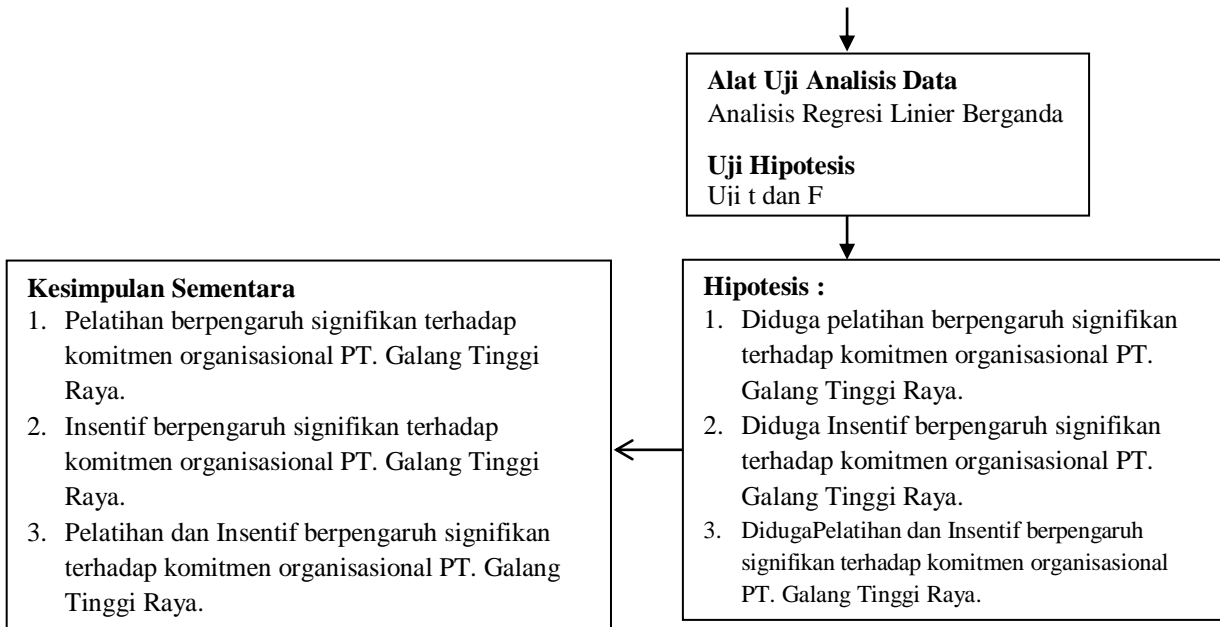 Alat Uji Analisis Data
Analisis Regresi Linier Berganda
Uji Hipotesis
Uji t dan F
Hipotesis :
1. Diduga pelatihan berpengaruh signifikan
terhadap komitmen organisasional PT.
Galang Tinggi Raya.
2. Diduga Insentif berpengaruh signifikan
terhadap komitmen organisasional PT.
Galang Tinggi Raya.
3. DidugaPelatihan dan Insentif berpengaruh
signifikan terhadap komitmen organisasional
PT. Galang Tinggi Raya.
Kesimpulan Sementara
1. Pelatihan berpengaruh signifikan terhadap
komitmen organisasional PT. Galang Tinggi
Raya.
2. Insentif berpengaruh signifikan terhadap
komitmen organisasional PT. Galang Tinggi
Raya.
3. Pelatihan dan Insentif berpengaruh signifikan
terhadap komitmen organisasional PT. Galang
Tinggi Raya.